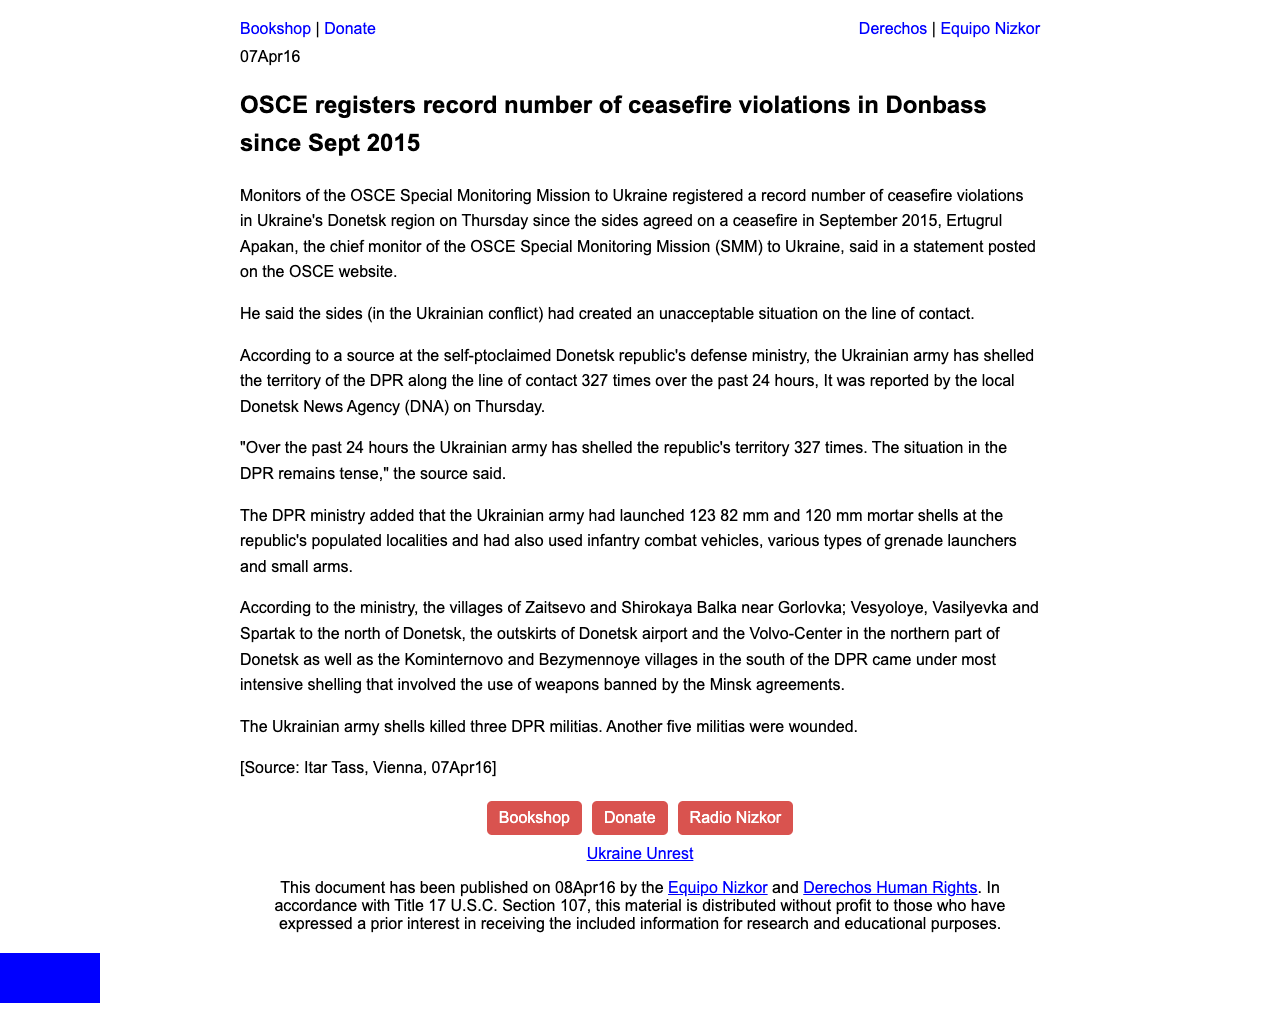 Bookshop | Donate Derechos | Equipo Nizkor
07Apr16
OSCE registers record number of ceasefire violations in Donbass
since Sept 2015
Monitors of the OSCE Special Monitoring Mission to Ukraine registered a record number of ceasefire violations
in Ukraine's Donetsk region on Thursday since the sides agreed on a ceasefire in September 2015, Ertugrul
Apakan, the chief monitor of the OSCE Special Monitoring Mission (SMM) to Ukraine, said in a statement posted
on the OSCE website.
He said the sides (in the Ukrainian conflict) had created an unacceptable situation on the line of contact.
According to a source at the self-ptoclaimed Donetsk republic's defense ministry, the Ukrainian army has shelled
the territory of the DPR along the line of contact 327 times over the past 24 hours, It was reported by the local
Donetsk News Agency (DNA) on Thursday.
"Over the past 24 hours the Ukrainian army has shelled the republic's territory 327 times. The situation in the
DPR remains tense," the source said.
The DPR ministry added that the Ukrainian army had launched 123 82 mm and 120 mm mortar shells at the
republic's populated localities and had also used infantry combat vehicles, various types of grenade launchers
and small arms.
According to the ministry, the villages of Zaitsevo and Shirokaya Balka near Gorlovka; Vesyoloye, Vasilyevka and
Spartak to the north of Donetsk, the outskirts of Donetsk airport and the Volvo-Center in the northern part of
Donetsk as well as the Kominternovo and Bezymennoye villages in the south of the DPR came under most
intensive shelling that involved the use of weapons banned by the Minsk agreements.
The Ukrainian army shells killed three DPR militias. Another five militias were wounded.
[Source: Itar Tass, Vienna, 07Apr16]
Bookshop Donate Radio Nizkor
Ukraine Unrest
This document has been published on 08Apr16 by the Equipo Nizkor and Derechos Human Rights. In
accordance with Title 17 U.S.C. Section 107, this material is distributed without profit to those who have
expressed a prior interest in receiving the included information for research and educational purposes.